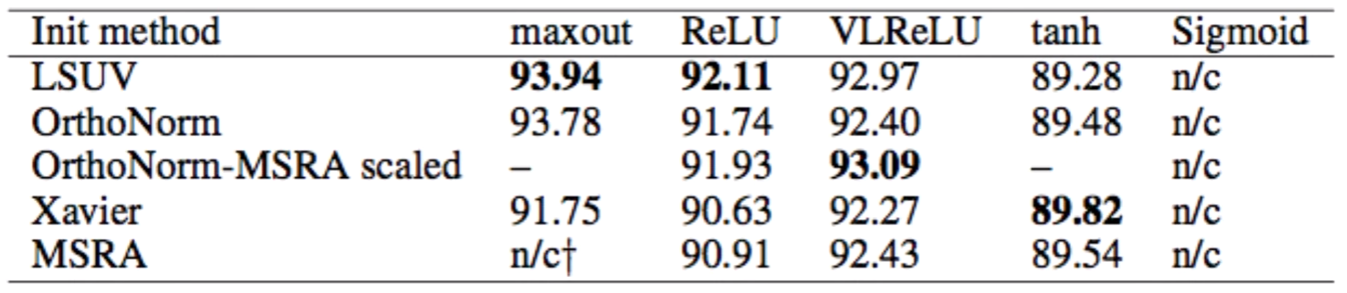 Init method maxout ReLU VLReLU tanh Sigmoid
LSUV 93.94 92.11 92.97 89.28 n/c
OrthoNorm 93.78 91.74 92.40 89.48 n/c
OrthoNorm-MSRA scaled – 91.93 93.09 – n/c
Xavier 91.75 90.63 92.27 89.82 n/c
MSRA n/c† 90.91 92.43 89.54 n/c